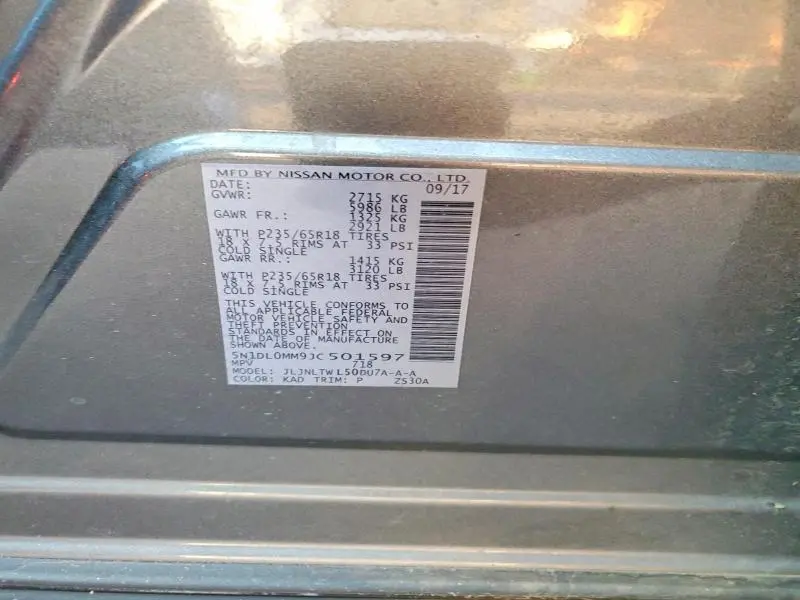 MFD BY NISSAN MOTOR CO., LTD.
DATE: 09/17
GVWR: 2715 KG
5986 LB
GAWR FR.: 1325 KG
2921 LB
WITH P235/65R18 TIRES
18 X 7.5 RIMS AT 33 PSI
COLD SINGLE
GAWR RR.: 1415 KG
3120 LB
WITH P235/65R18 TIRES
18 X 7.5 RIMS AT 33 PSI
COLD SINGLE
THIS VEHICLE CONFORMS TO
ALL APPLICABLE FEDERAL
MOTOR VEHICLE SAFETY AND
THEFT PREVENTION
STANDARDS IN EFFECT ON
THE DATE OF MANUFACTURE
SHOWN ABOVE.
5N1DL0MM9JC501597
MPV 718
MODEL: JLJNLTWL50DU7A-A-A
COLOR: KAD TRIM: P ZS30A